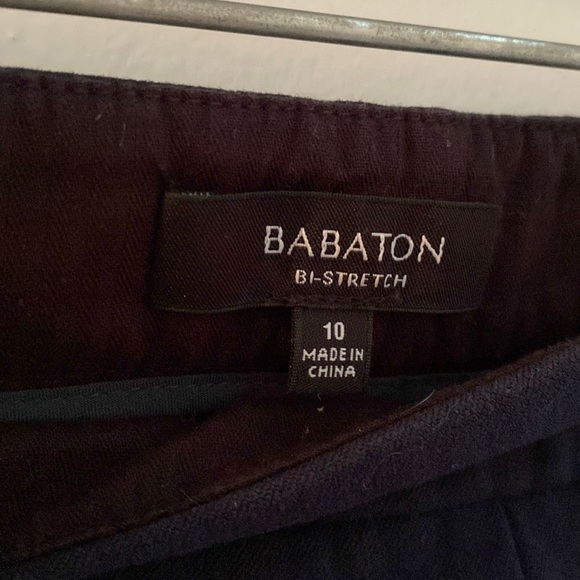 BABATON
BI-STRETCH
10
MADE IN
CHINA